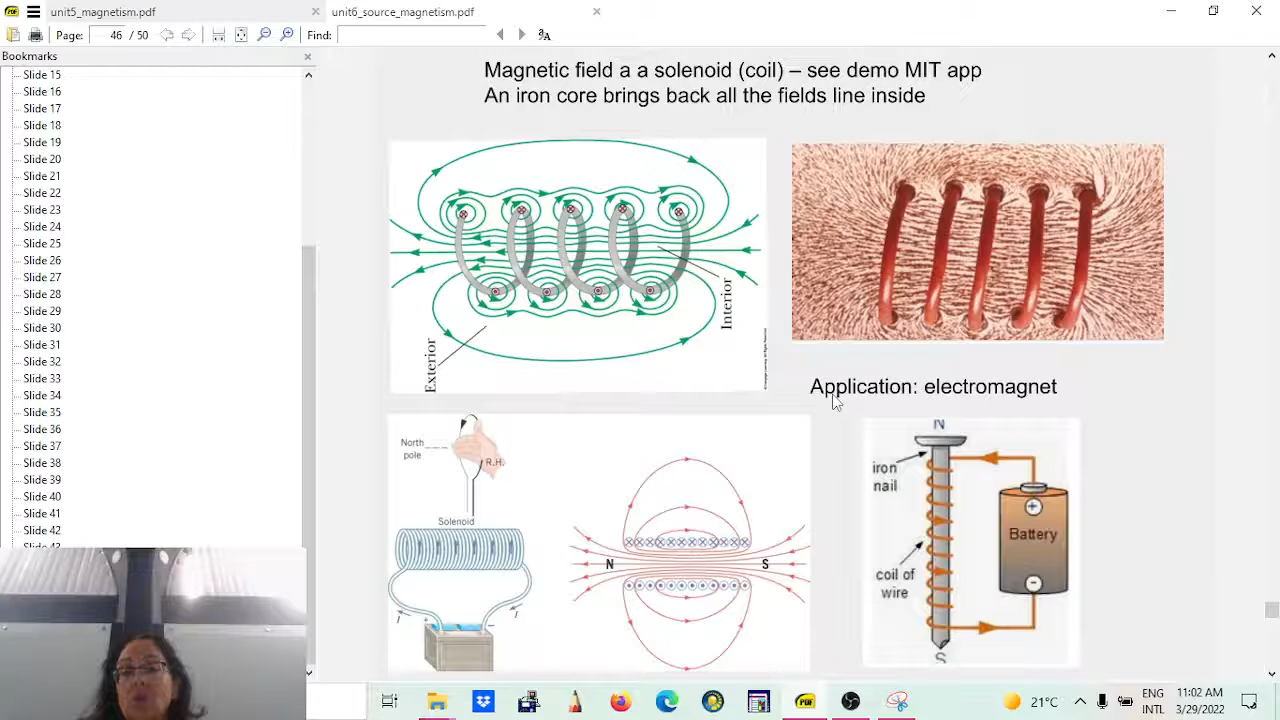 unit5_magnetism.pdf
unit6_source_magnetism.pdf
Page: 46 / 50
Find:
Bookmarks
Slide 15
Slide 16
Slide 17
Slide 18
Slide 19
Slide 20
Slide 21
Slide 22
Slide 23
Slide 24
Slide 25
Slide 26
Slide 27
Slide 28
Slide 29
Slide 30
Slide 31
Slide 32
Slide 33
Slide 34
Slide 35
Slide 36
Slide 37
Slide 38
Slide 39
Slide 40
Slide 41
Slide 42
Magnetic field a a solenoid (coil) – see demo MIT app
An iron core brings back all the fields line inside
Interior
Exterior
Application: electromagnet
North
pole
R.H.
Solenoid
I
I
+
−
N
S
N
iron
nail
+
Battery
coil of
wire
-
S
21°C
ENG
INTL
11:02 AM
3/29/2022